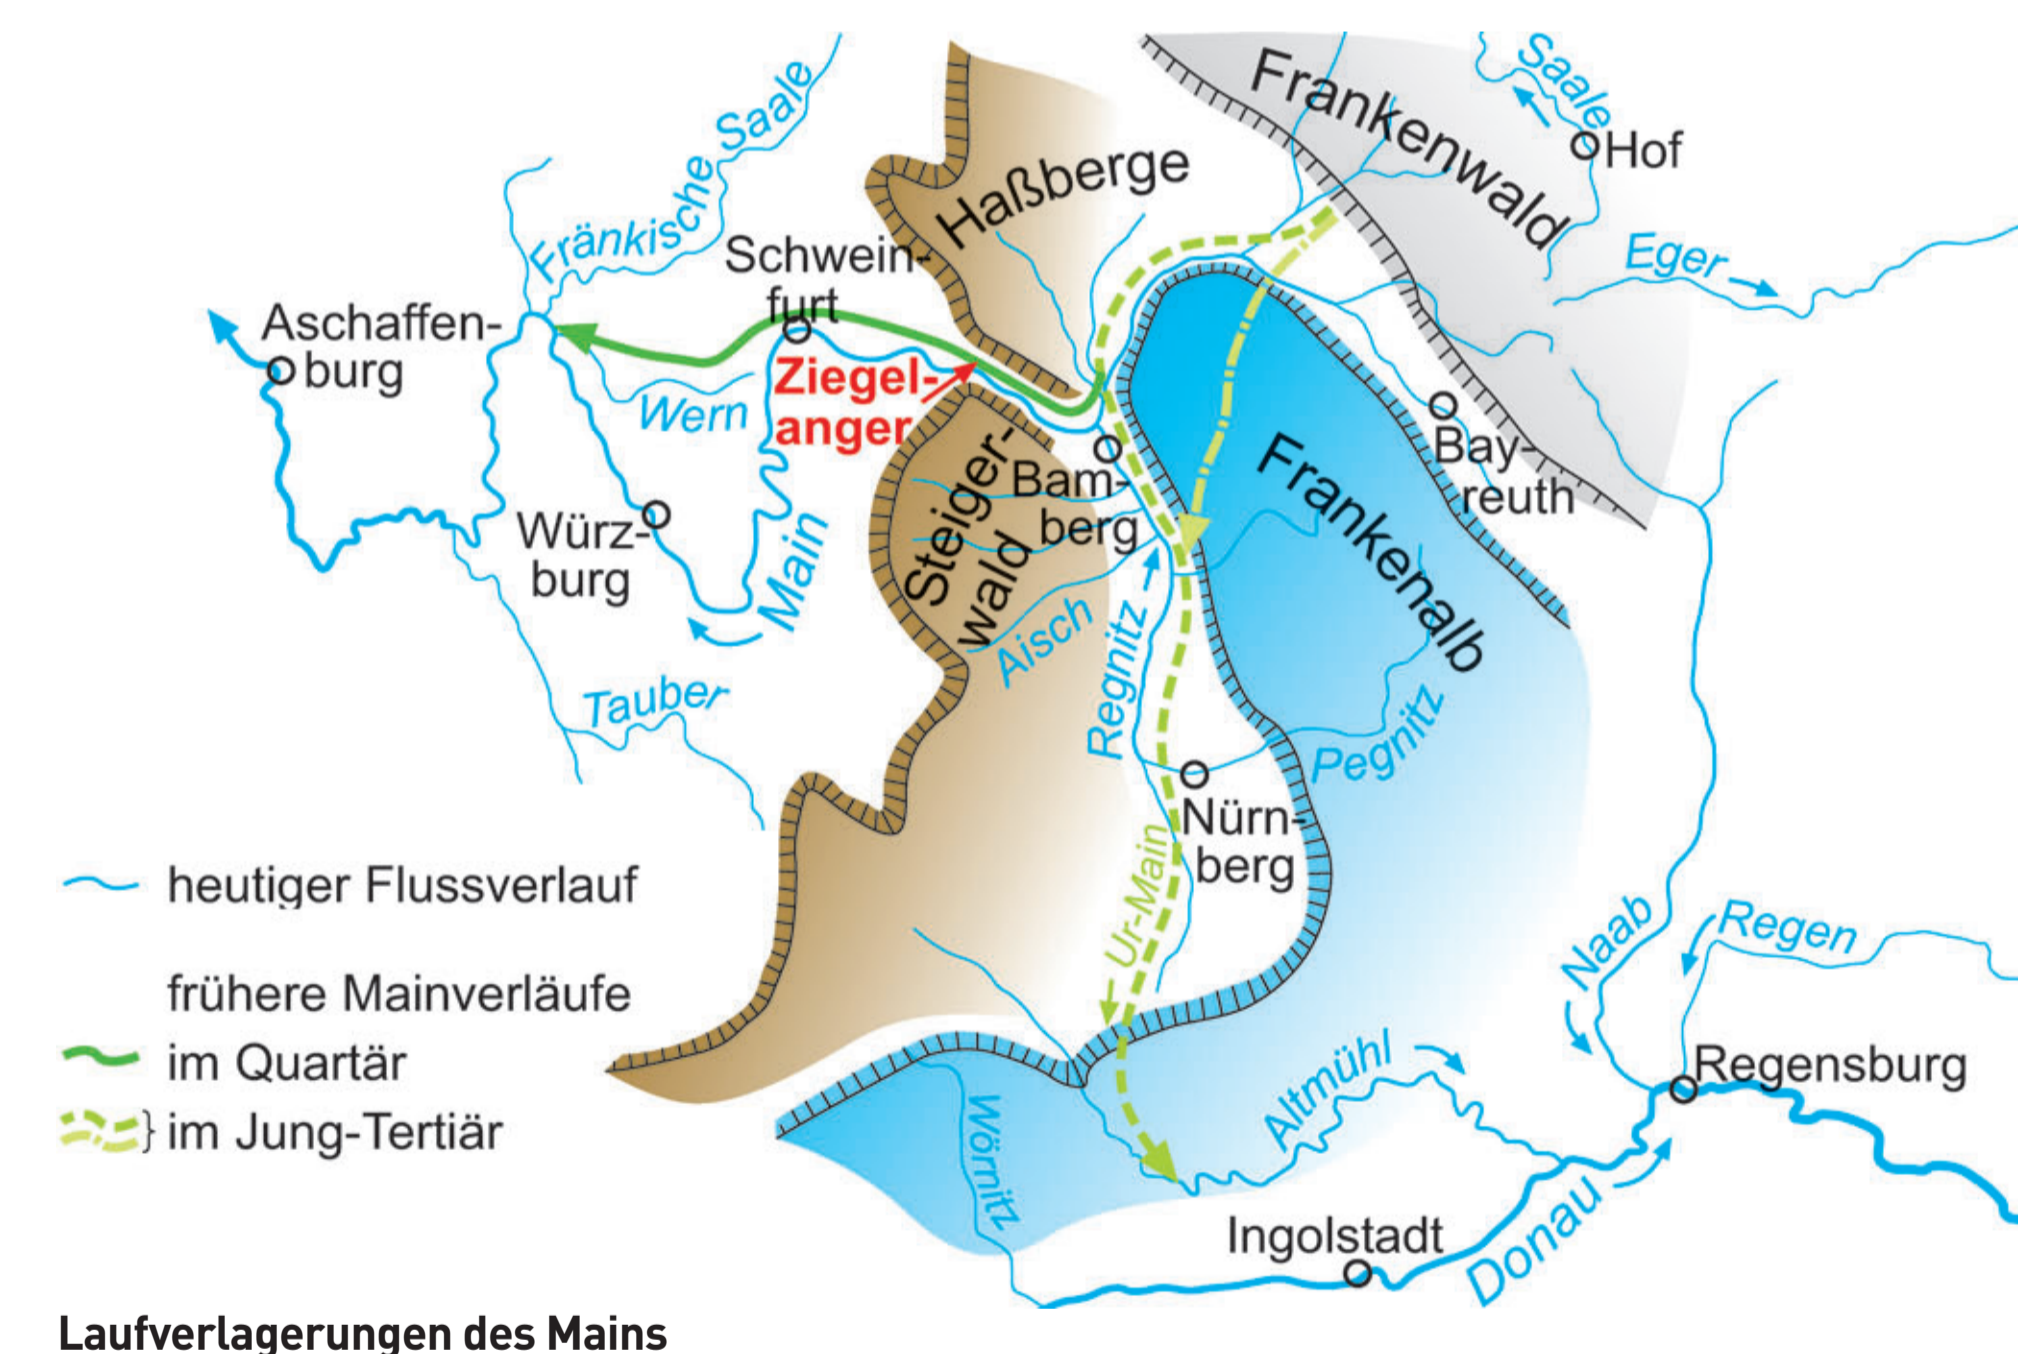 Frankenwald
Saale
Hof
Fränkische Saale
Haßberge
Eger
Schwein-
furt
Aschaffen-
burg
Ziegel-
anger
Wern
Bay-
reuth
Frankenalb
Steiger-
wald
Bam-
berg
Würz-
burg
Main
Aisch
Regnitz
Tauber
Pegnitz
Nürn-
berg
Ur-Main
heutiger Flussverlauf
frühere Mainverläufe
im Quartär
} im Jung-Tertiär
Naab
Regen
Regensburg
Altmühl
Wörnitz
Ingolstadt
Donau
Laufverlagerungen des Mains